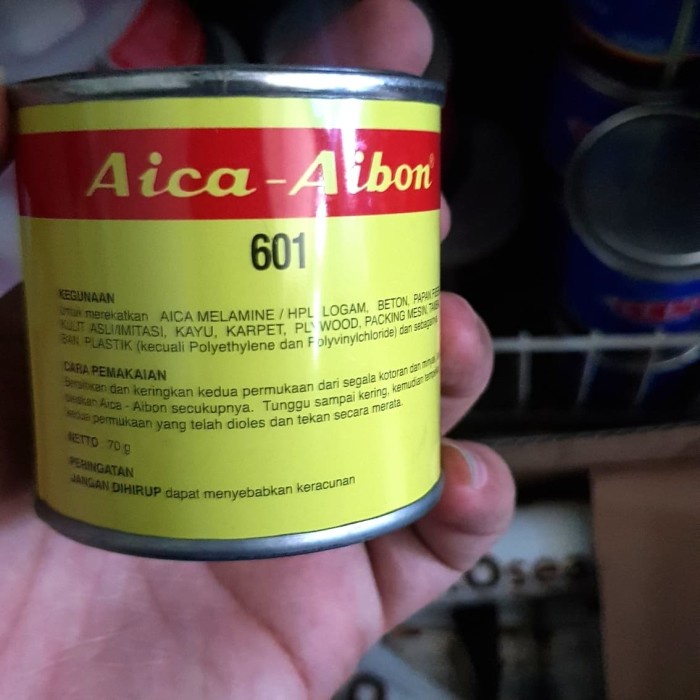 Aica - Aibon®
601
KEGUNAAN
Untuk merekatkan AICA MELAMINE / HPL LOGAM, BETON, PAPAN
KULIT ASLI/IMITASI, KAYU, KARPET, PLYWOOD, PACKING MESIN,
BAN PLASTIK (kecuali Polyethylene dan Polyvinylchloride) dan
CARA PEMAKAIAN
Bersihkan dan keringkan kedua permukaan dari segala kotoran dan
Aica - Aibon secukupnya. Tunggu sampai kering, kemudian
kedua permukaan yang telah dioles dan tekan secara merata.
NETTO : 70 g
PERINGATAN
JANGAN DIHIRUP dapat menyebabkan keracunan